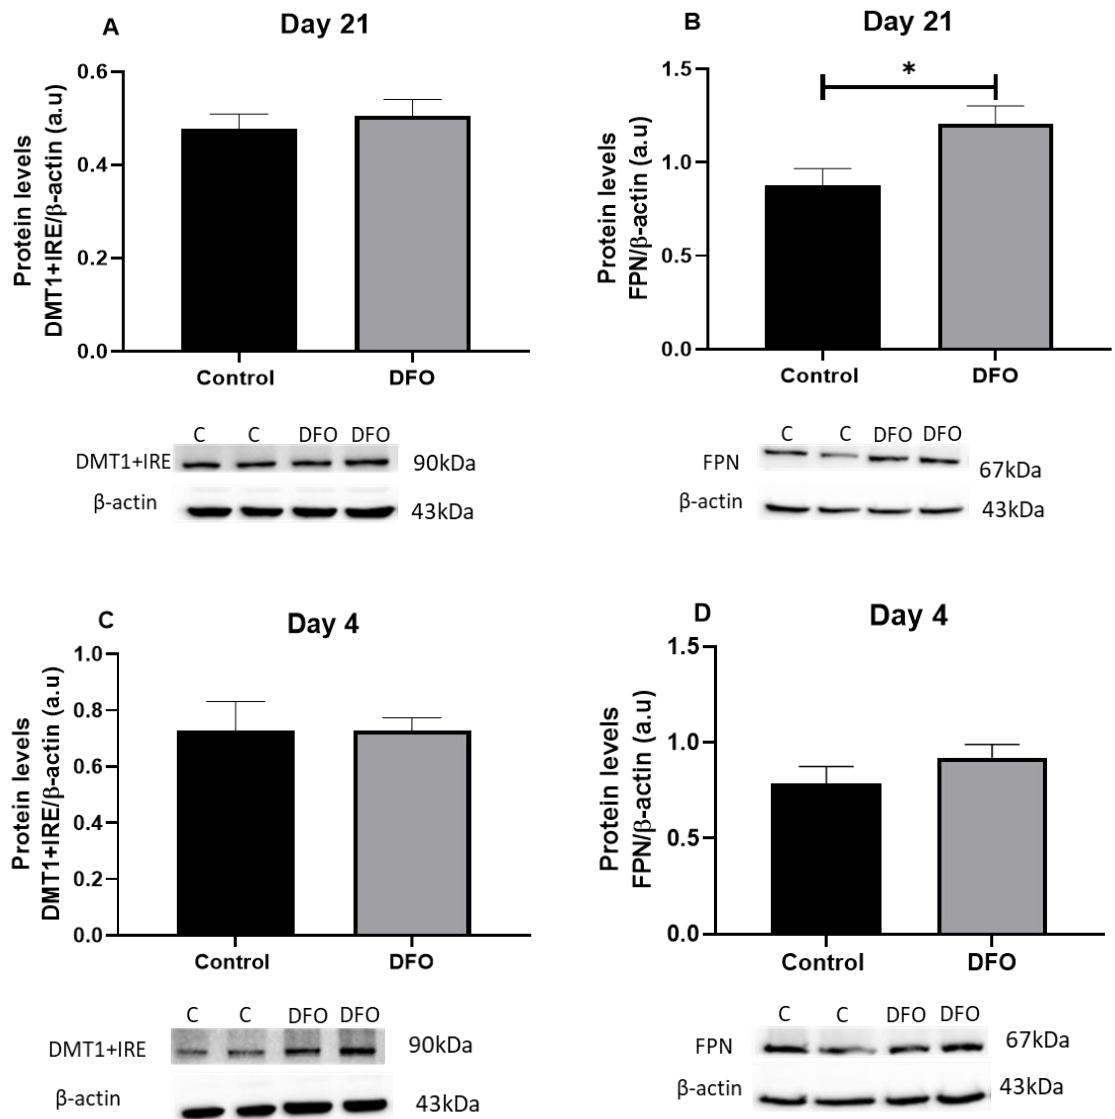 A
Day 21
Protein levels
DMT1+IRE/β-actin (a.u)
0.6
0.4
0.2
0.0
Control DFO
C C DFO DFO
DMT1+IRE 90kDa
β-actin 43kDa
B
Day 21
Protein levels
FPN/β-actin (a.u)
1.5
1.0
0.5
0.0
*
Control DFO
C C DFO DFO
FPN 67kDa
β-actin 43kDa
C
Day 4
Protein levels
DMT1+IRE/β-actin (a.u)
1.0
0.8
0.6
0.4
0.2
0.0
Control DFO
C C DFO DFO
DMT1+IRE 90kDa
β-actin 43kDa
D
Day 4
Protein levels
FPN/β-actin (a.u)
1.5
1.0
0.5
0.0
Control DFO
C C DFO DFO
FPN 67kDa
β-actin 43kDa